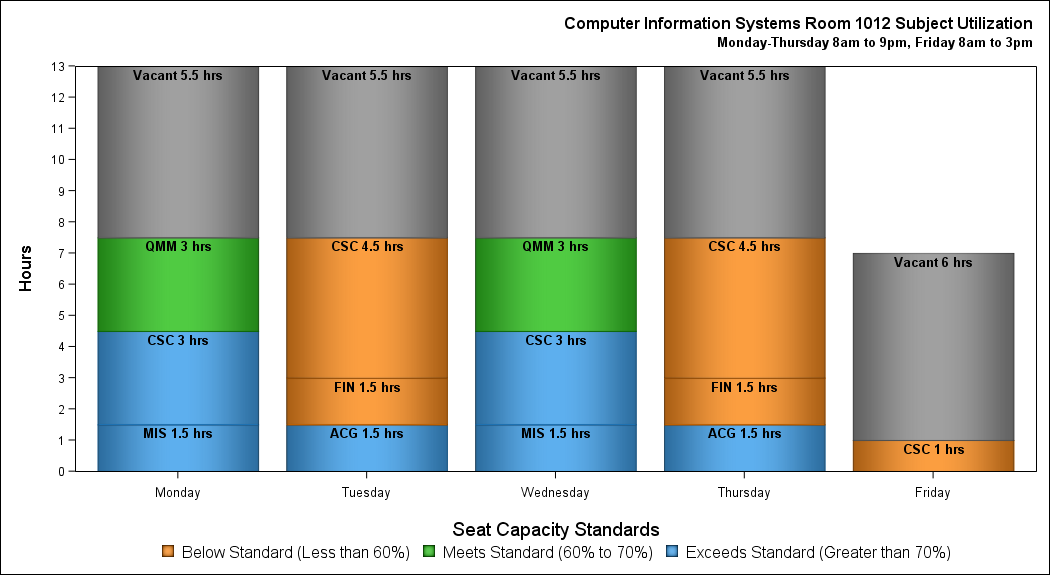 Computer Information Systems Room 1012 Subject Utilization
Monday-Thursday 8am to 9pm, Friday 8am to 3pm
Hours
13
12
11
10
9
8
7
6
5
4
3
2
1
0
Vacant 5.5 hrs
QMM 3 hrs
CSC 3 hrs
MIS 1.5 hrs
Vacant 5.5 hrs
CSC 4.5 hrs
FIN 1.5 hrs
ACG 1.5 hrs
Vacant 5.5 hrs
QMM 3 hrs
CSC 3 hrs
MIS 1.5 hrs
Vacant 5.5 hrs
CSC 4.5 hrs
FIN 1.5 hrs
ACG 1.5 hrs
Vacant 6 hrs
CSC 1 hrs
Monday Tuesday Wednesday Thursday Friday
Seat Capacity Standards
Below Standard (Less than 60%) Meets Standard (60% to 70%) Exceeds Standard (Greater than 70%)